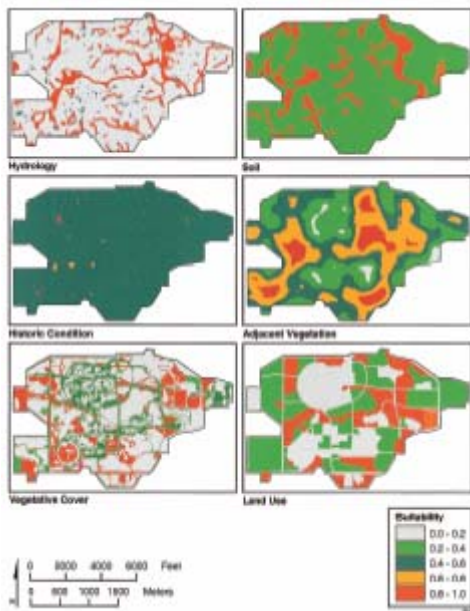 Hydrology
Soil
Historic Condition
Adjacent Vegetation
Vegetative Cover
Land Use
Suitability
0.0 - 0.2
0.2 - 0.4
0.4 - 0.6
0.6 - 0.8
0.8 - 1.0
0 2000 4000 6000 Feet
0 600 1000 1600 Meters
N